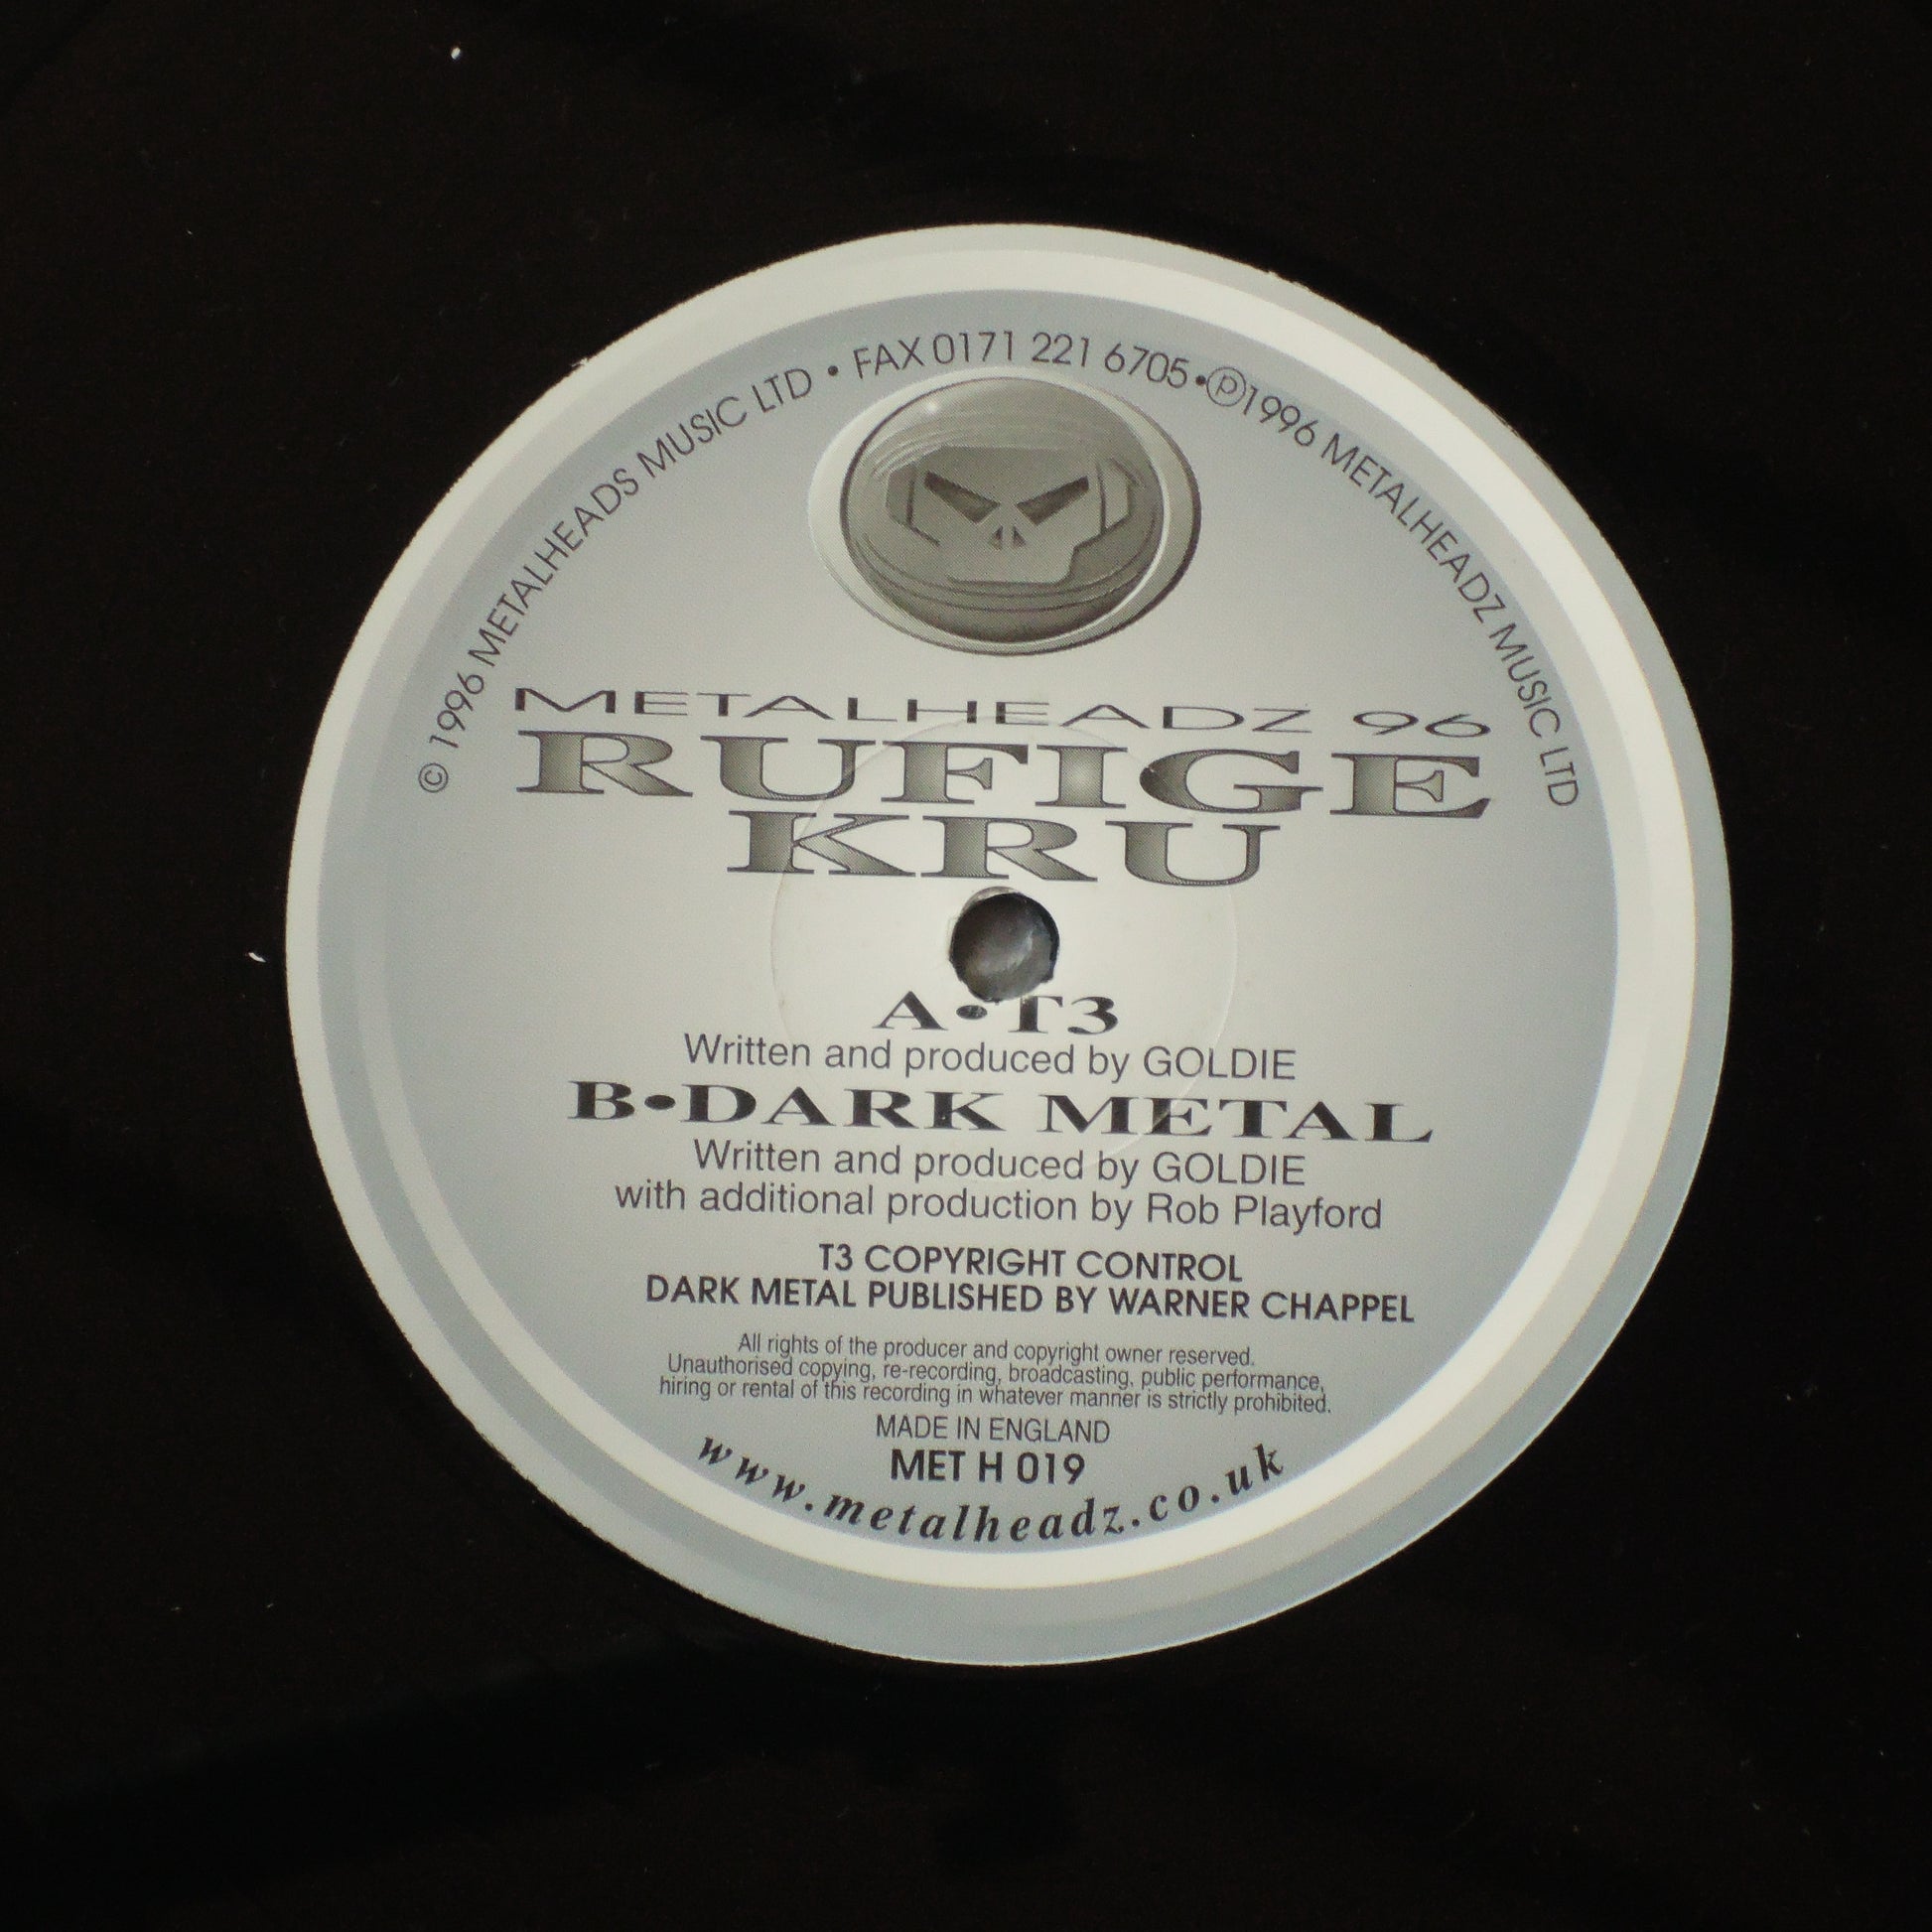 © 1996 METALHEADS MUSIC LTD • FAX 0171 221 6705 • ℗ 1996 METALHEADZ MUSIC LTD
METALHEADZ 96
RUFIGE
KRU
A•T3
Written and produced by GOLDIE
B•DARK METAL
Written and produced by GOLDIE
with additional production by Rob Playford
T3 COPYRIGHT CONTROL
DARK METAL PUBLISHED BY WARNER CHAPPEL
All rights of the producer and copyright owner reserved.
Unauthorised copying, re-recording, broadcasting, public performance,
hiring or rental of this recording in whatever manner is strictly prohibited.
MADE IN ENGLAND
MET H 019
www.metalheadz.co.uk